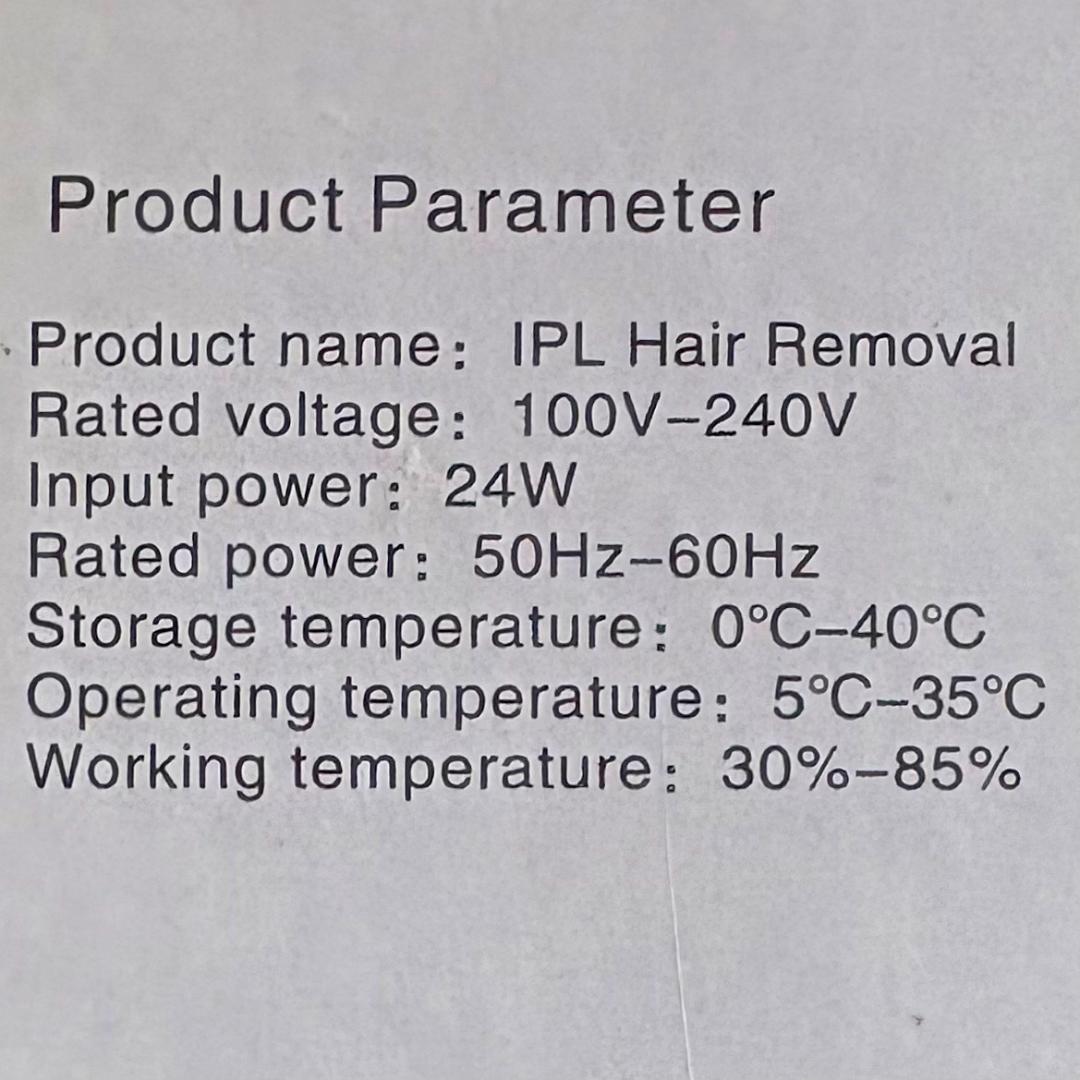 Product Parameter
Product name: IPL Hair Removal
Rated voltage: 100V–240V
Input power: 24W
Rated power: 50Hz–60Hz
Storage temperature: 0°C–40°C
Operating temperature: 5°C–35°C
Working temperature: 30%–85%